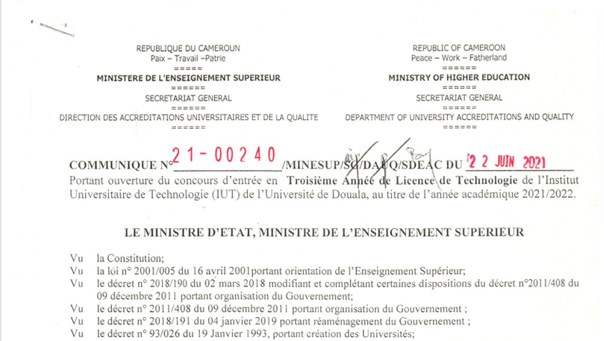 REPUBLIQUE DU CAMEROUN
Paix – Travail –Patrie
=====
MINISTERE DE L'ENSEIGNEMENT SUPERIEUR
======
SECRETARIAT GENERAL
======
DIRECTION DES ACCREDITATIONS UNIVERSITAIRES ET DE LA QUALITE
REPUBLIC OF CAMEROON
Peace – Work – Fatherland
=====
MINISTRY OF HIGHER EDUCATION
======
SECRETARIAT GENERAL
======
DEPARTMENT OF UNIVERSITY ACCREDITATIONS AND QUALITY
COMMUNIQUE N° 21-00240 /MINESUP/SG/DAUQ/SDEAC DU 22 JUIN 2021
Portant ouverture du concours d'entrée en Troisième Année de Licence de Technologie de l'Institut
Universitaire de Technologie (IUT) de l'Université de Douala, au titre de l'année académique 2021/2022.
LE MINISTRE D'ETAT, MINISTRE DE L'ENSEIGNEMENT SUPERIEUR
Vu la Constitution;
Vu la loi n° 2001/005 du 16 avril 2001portant orientation de l'Enseignement Supérieur;
Vu le décret n° 2018/190 du 02 mars 2018 modifiant et complétant certaines dispositions du décret n°2011/408
du 09 décembre 2011 portant organisation du Gouvernement;
Vu le décret n° 2011/408 du 09 décembre 2011 portant organisation du Gouvernement ;
Vu le décret n° 2018/191 du 04 janvier 2019 portant réaménagement du Gouvernement ;
Vu le décret n° 93/026 du 19 Janvier 1993, portant création des Universités;